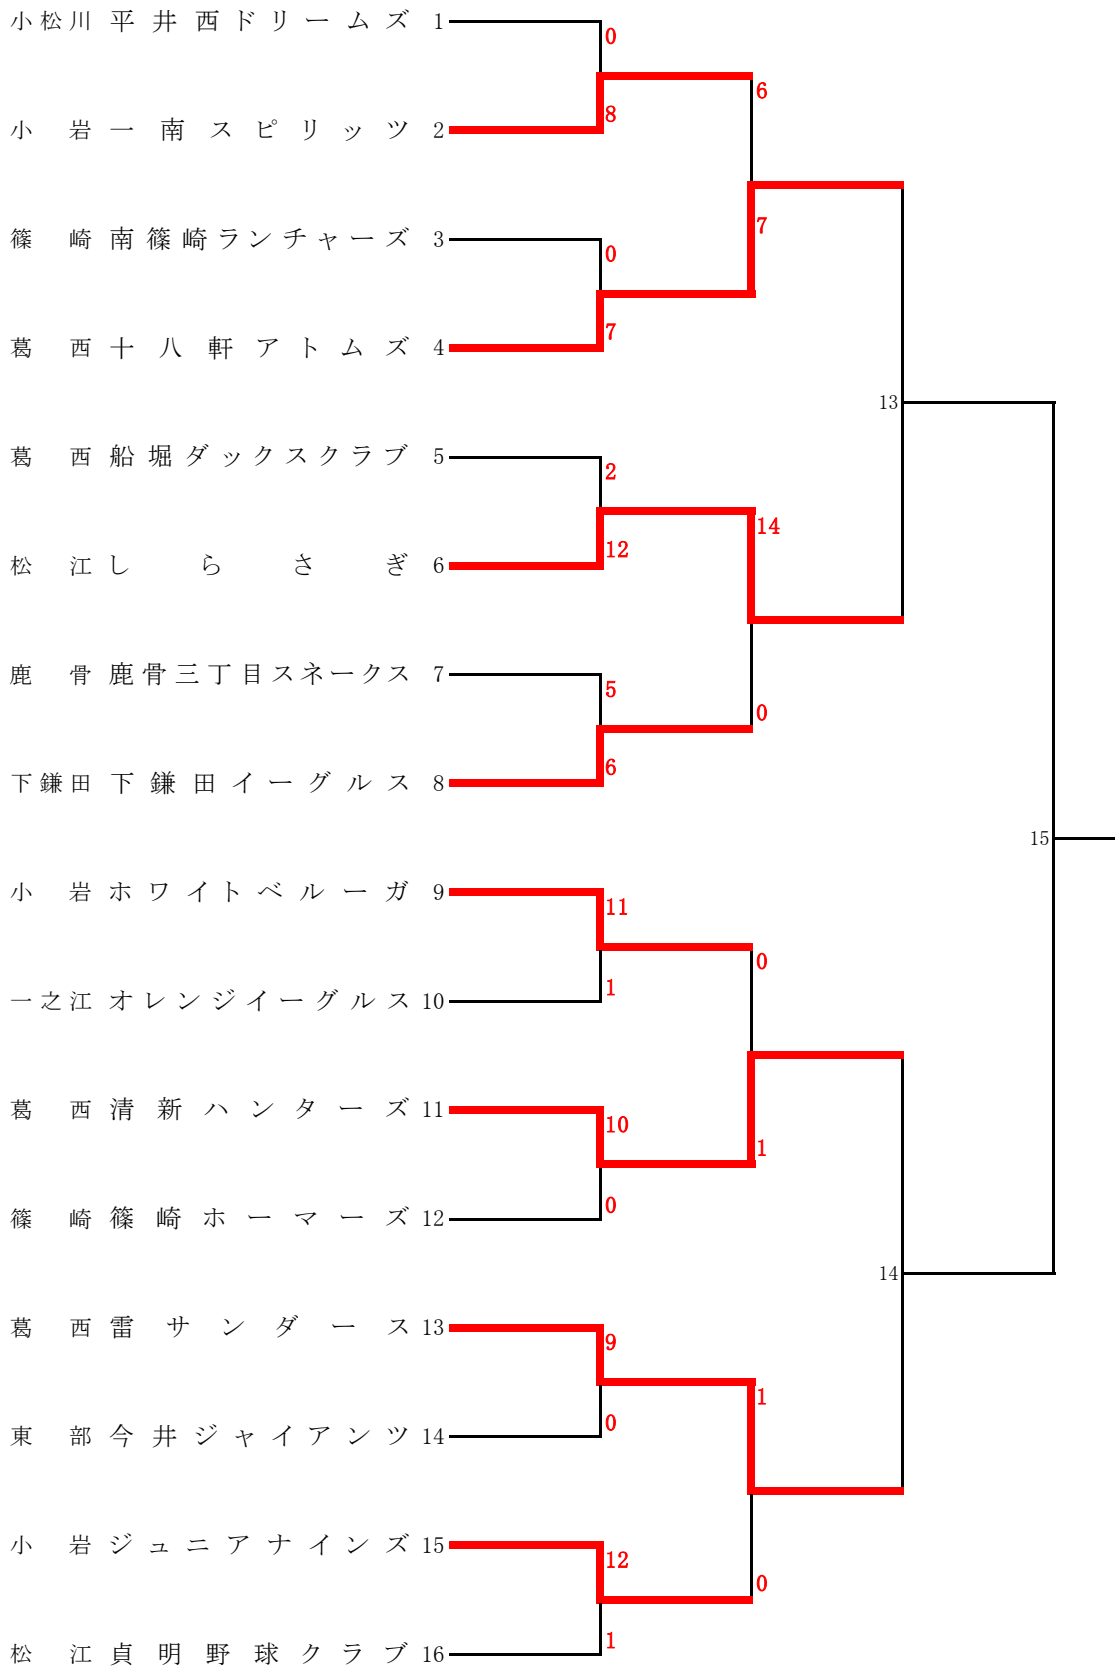 小松川 平井西ドリームズ 1
0
6
8
小岩 一南スピリッツ 2
7
篠崎 南篠崎ランチャーズ 3
0
7
葛西 十八軒アトムズ 4
13
葛西 船堀ダックスクラブ 5
2
14
12
松江 しらさぎ 6
鹿骨 鹿骨三丁目スネークス 7
5
0
6
下鎌田 下鎌田イーグルス 8
15
小岩 ホワイトベルーガ 9
11
0
1
一之江 オレンジイーグルス 10
葛西 清新ハンターズ 11
10
1
0
篠崎 篠崎ホーマーズ 12
14
葛西 雷サンダース 13
9
1
0
東部 今井ジャイアンツ 14
小岩 ジュニアナインズ 15
12
0
1
松江 貞明野球クラブ 16